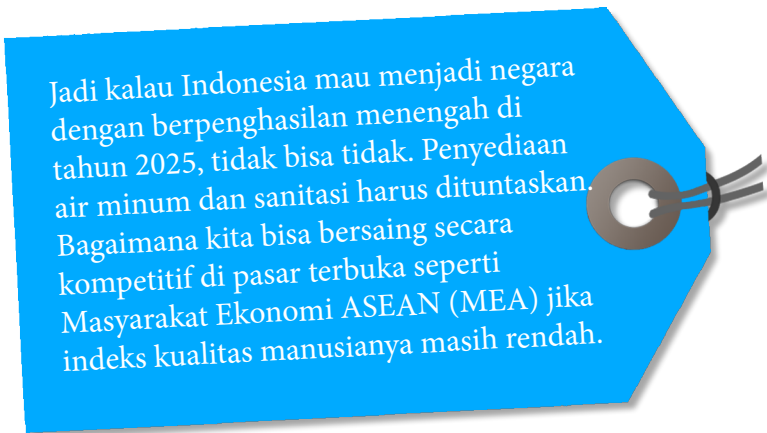 Jadi kalau Indonesia mau menjadi negara
dengan berpenghasilan menengah di
tahun 2025, tidak bisa tidak. Penyediaan
air minum dan sanitasi harus dituntaskan.
Bagaimana kita bisa bersaing secara
kompetitif di pasar terbuka seperti
Masyarakat Ekonomi ASEAN (MEA) jika
indeks kualitas manusianya masih rendah.